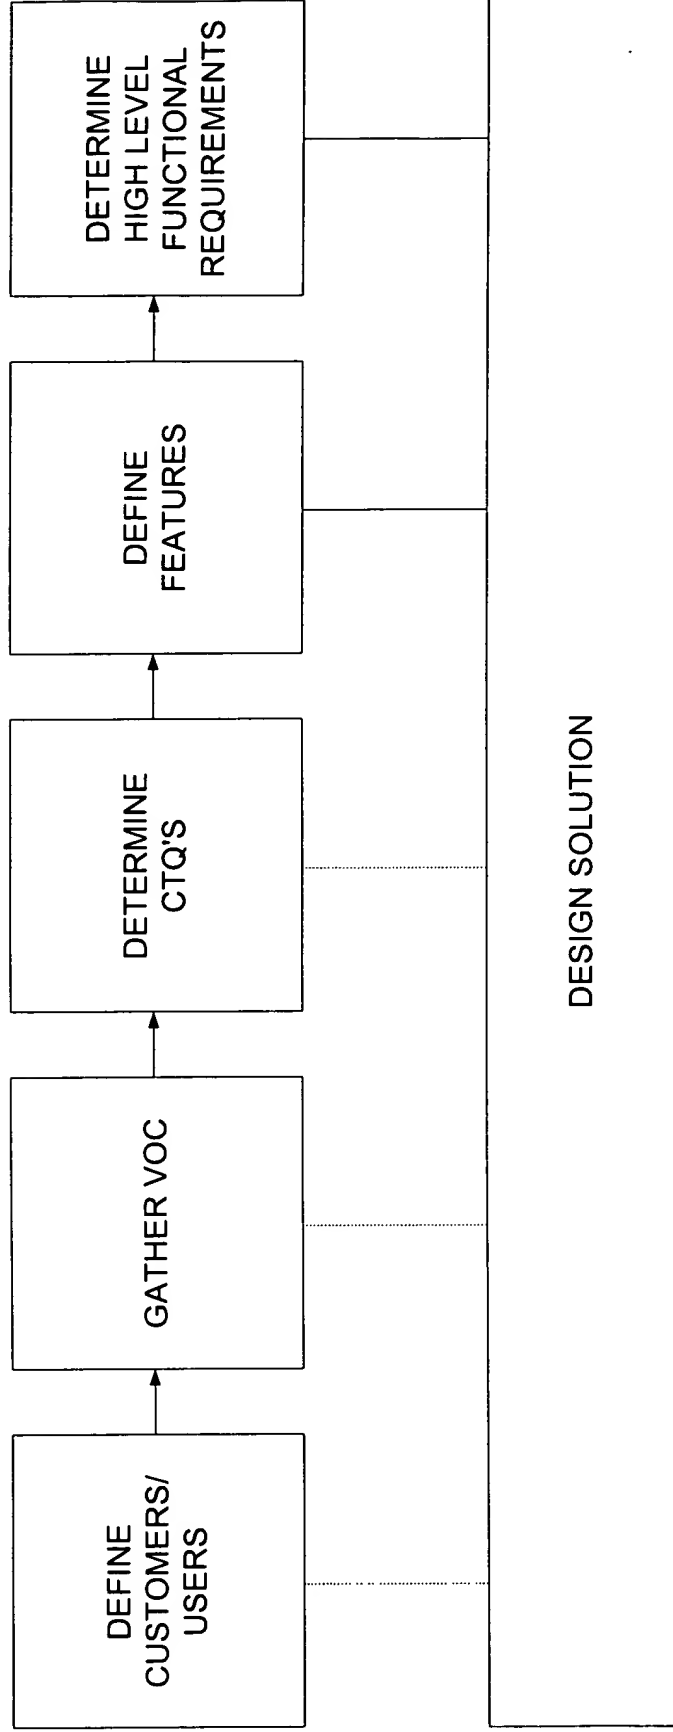 DEFINE
CUSTOMERS/
USERS
GATHER VOC
DETERMINE
CTQ'S
DEFINE
FEATURES
DETERMINE
HIGH LEVEL
FUNCTIONAL
REQUIREMENTS
DESIGN SOLUTION